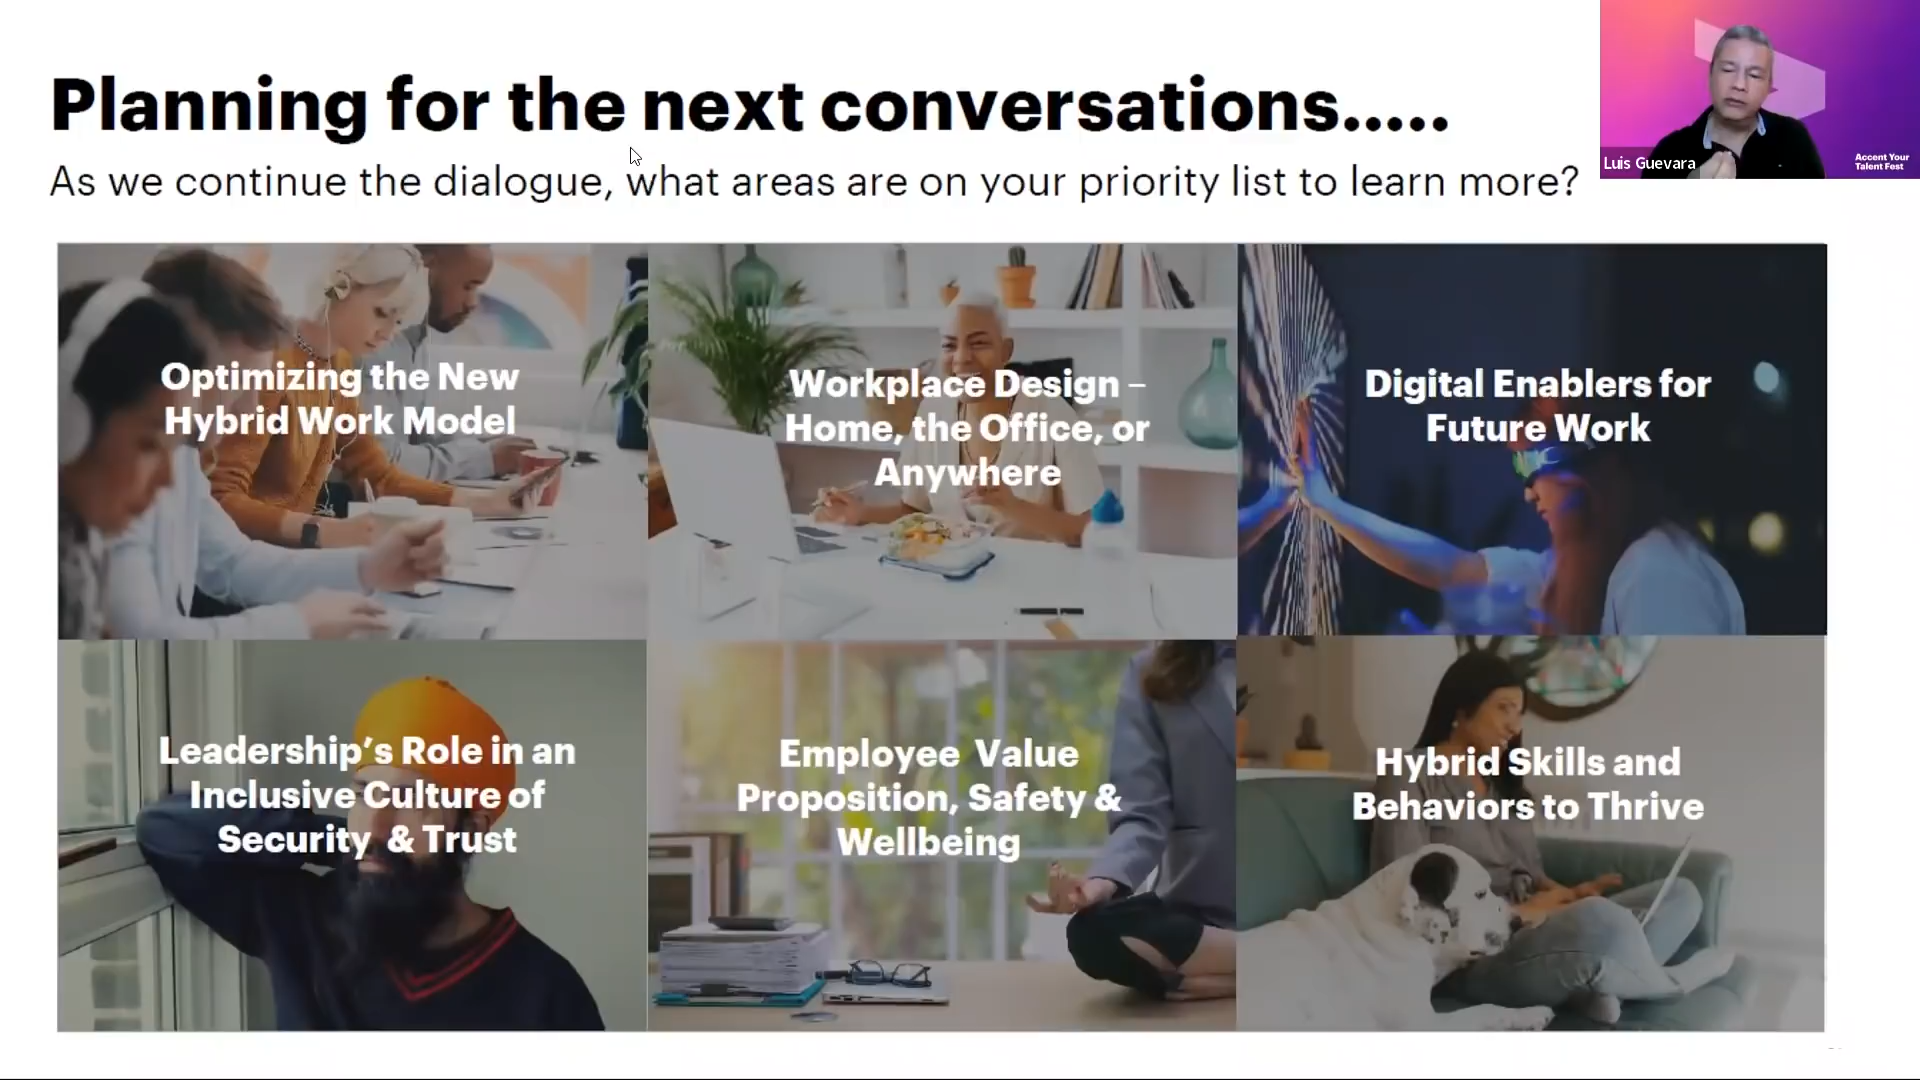 Planning for the next conversations.....
As we continue the dialogue, what areas are on your priority list to learn more?
Luis Guevara
Accent Your
Talent Fest
Optimizing the New
Hybrid Work Model
Workplace Design –
Home, the Office, or
Anywhere
Digital Enablers for
Future Work
Leadership’s Role in an
Inclusive Culture of
Security & Trust
Employee Value
Proposition, Safety &
Wellbeing
Hybrid Skills and
Behaviors to Thrive